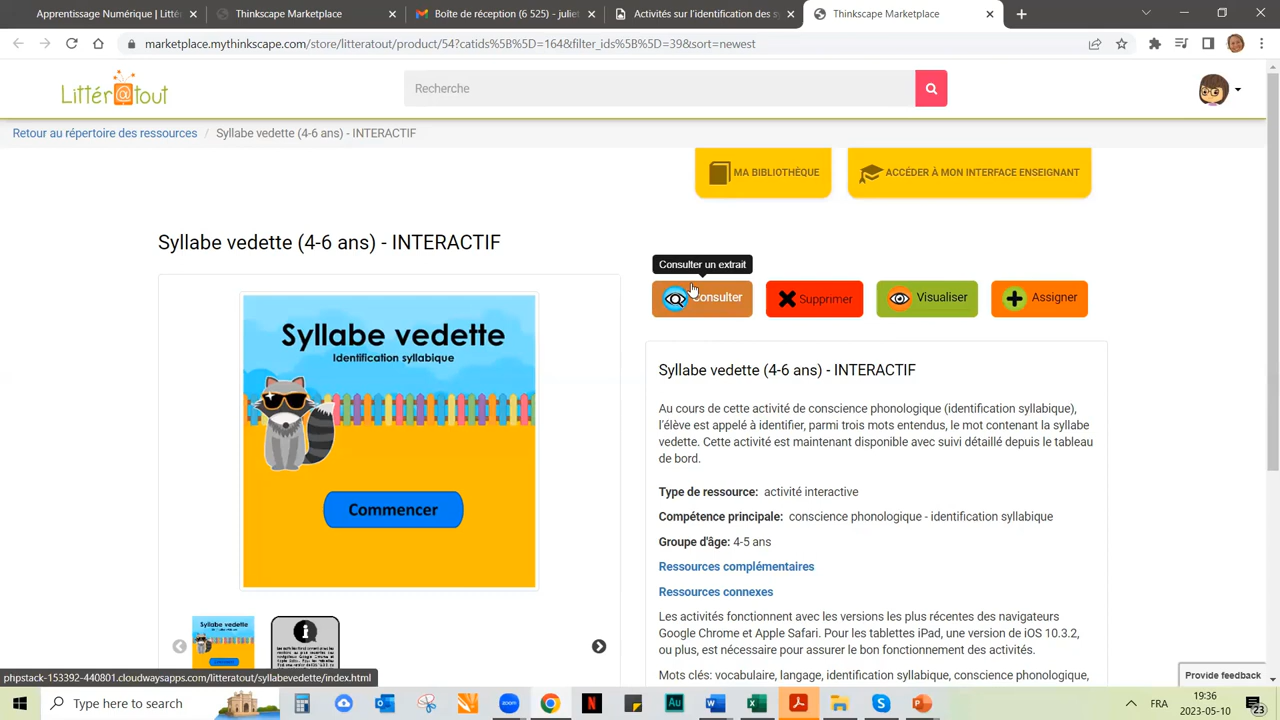 Apprentissage Numérique | Littér
Thinkscape Marketplace
Boîte de réception (6 525) - juliet
Activités sur l'identification des sy
Thinkscape Marketplace
marketplace.mythinkscape.com/store/litteratout/product/54?catids%5B%5D=164&filter_ids%5B%5D=39&sort=newest
Littér@tout
Recherche
Retour au répertoire des ressources / Syllabe vedette (4-6 ans) - INTERACTIF
MA BIBLIOTHÈQUE
ACCÉDER À MON INTERFACE ENSEIGNANT
Syllabe vedette (4-6 ans) - INTERACTIF
Consulter un extrait
Consulter
Supprimer
Visualiser
Assigner
Syllabe vedette
Identification syllabique
Commencer
Syllabe vedette (4-6 ans) - INTERACTIF
Au cours de cette activité de conscience phonologique (identification syllabique),
l'élève est appelé à identifier, parmi trois mots entendus, le mot contenant la syllabe
vedette. Cette activité est maintenant disponible avec suivi détaillé depuis le tableau
de bord.
Type de ressource: activité interactive
Compétence principale: conscience phonologique - identification syllabique
Groupe d'âge: 4-5 ans
Ressources complémentaires
Ressources connexes
Les activités fonctionnent avec les versions les plus récentes des navigateurs
Google Chrome et Apple Safari. Pour les tablettes iPad, une version de iOS 10.3.2,
ou plus, est nécessaire pour assurer le bon fonctionnement des activités.
Mots clés: vocabulaire, langage, identification syllabique, conscience phonologique,
Syllabe vedette
phpstack-153392-440801.cloudwaysapps.com/litteratout/syllabevedette/index.html
Provide feedback
Type here to search
FRA
19:36
2023-05-10
23